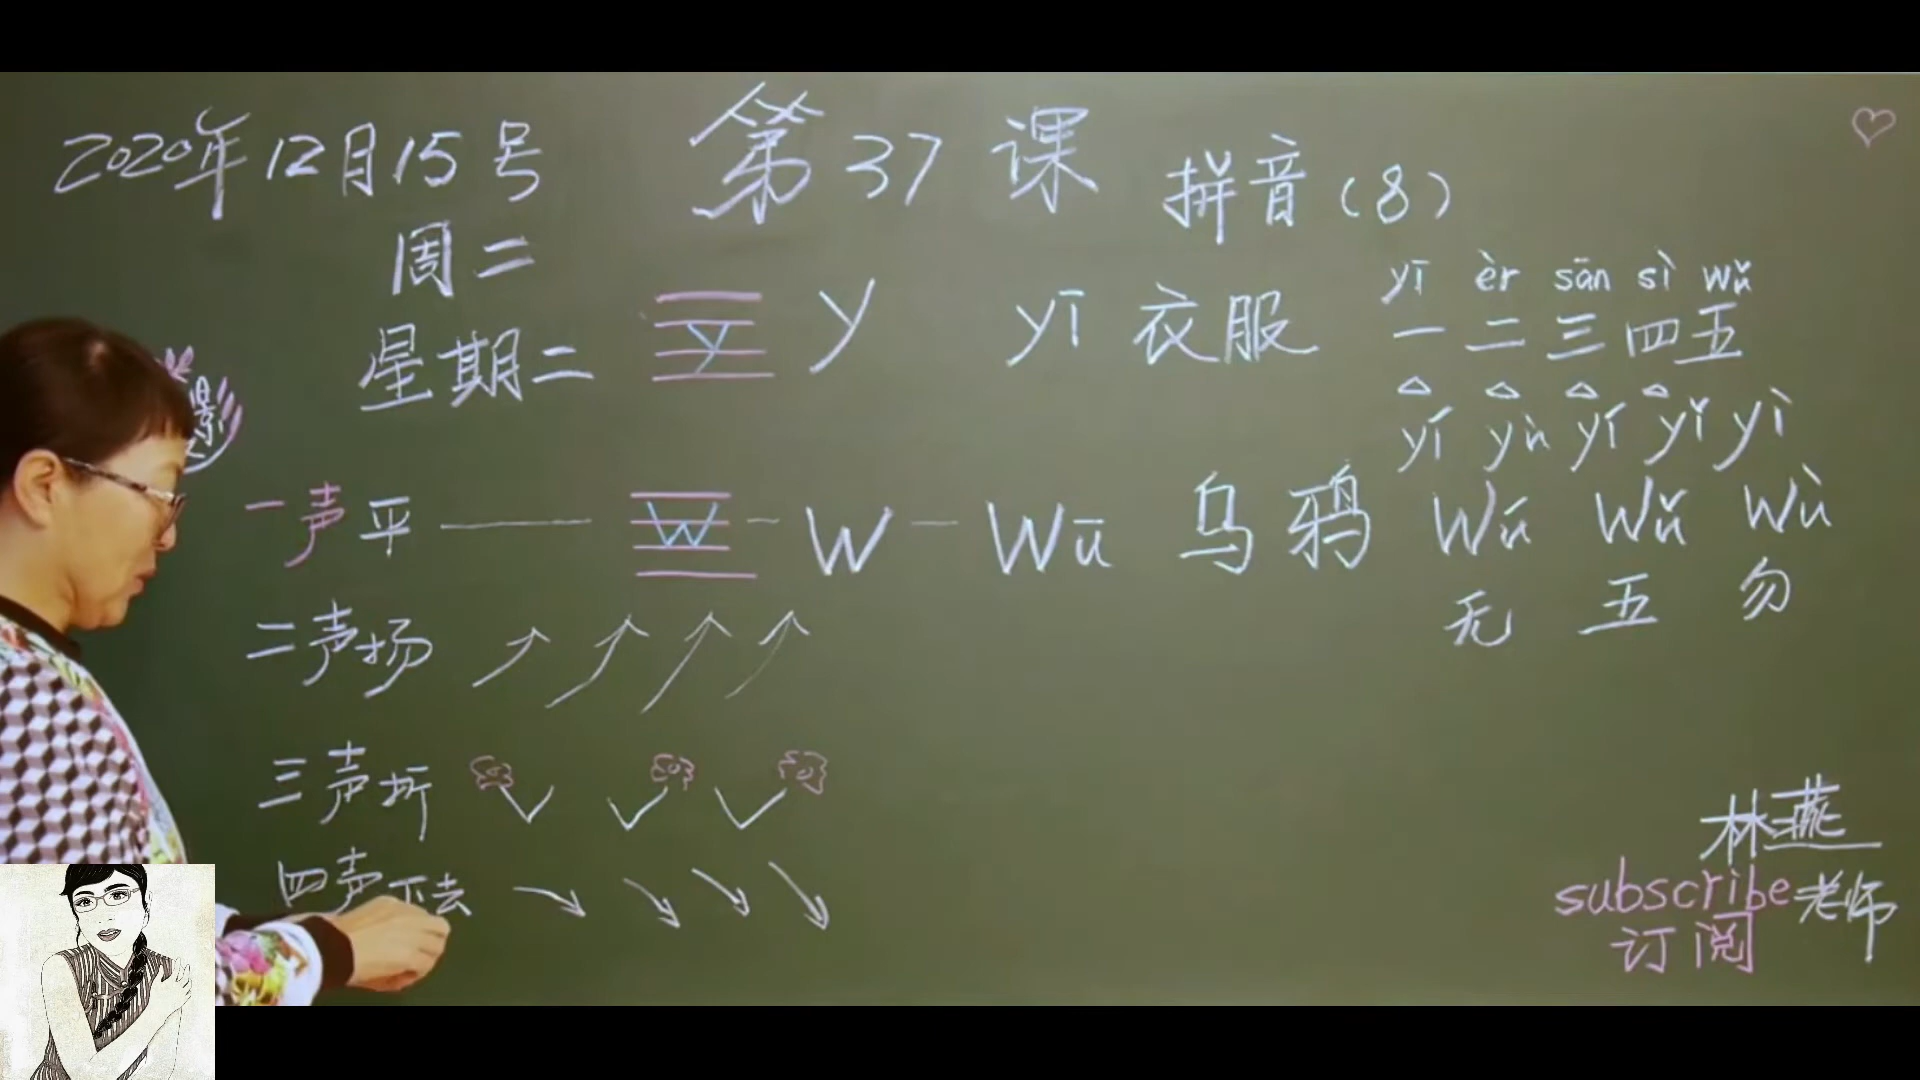 2020年12月15号
第37课 拼音(8)
周二
星期二
y y yī 衣服
yī èr sān sì wǔ
一二三四五
yí yǐ yì
一声平 — w - w - wū 乌鸦
wú wǔ wù
无 五 勿
二声扬
三声折
四声下去
林燕
老师
subscribe
订阅